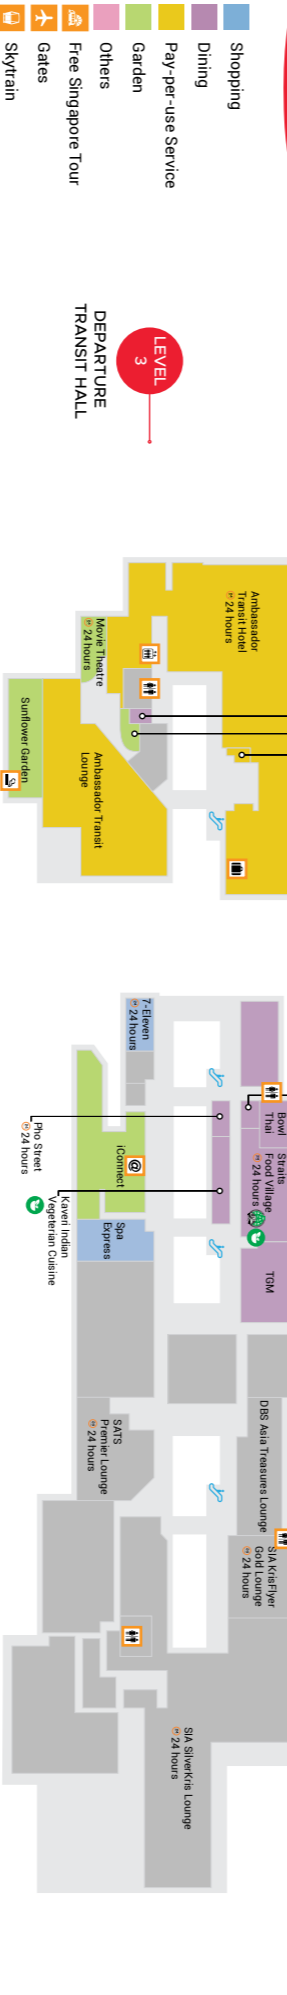 Shopping
Dining
Pay-per-use Service
Garden
Others
Free Singapore Tour
Gates
Skytrain
LEVEL
3
DEPARTURE
TRANSIT HALL
Ambassador
Transit Hotel
24 hours
Movie Theatre
24 hours
Sunflower Garden
Ambassador Transit
Lounge
7-Eleven
24 hours
Bowl
Thai
Straits
Food Village
24 hours
TGM
iConnect
@
Pho Street
24 hours
Kaveri Indian
Vegeterian Cuisine
Spa
Express
SATS
Premier Lounge
24 hours
DBS Asia Treasures Lounge
SIA KrisFlyer
Gold Lounge
24 hours
SIA SilverKris Lounge
24 hours